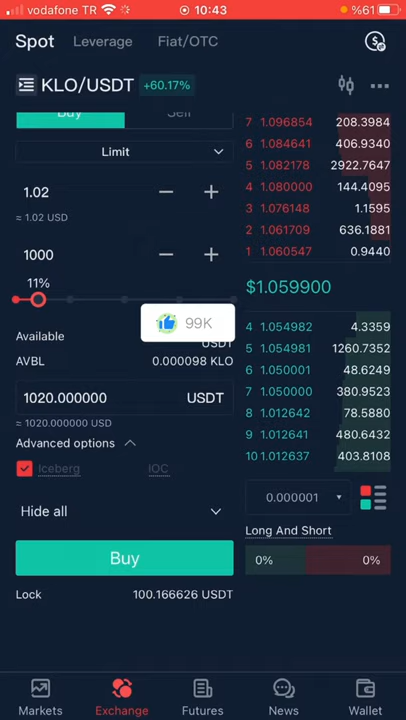 vodafone TR 10:43 %61
Spot Leverage Fiat/OTC
KLO/USDT +60.17%
Buy Sell
Limit
1.02
≈ 1.02 USD
1000
11%
99K
USDT
Available
AVBL 0.000098 KLO
1020.000000 USDT
≈ 1020.000000 USD
Advanced options
Iceberg IOC
Hide all
Buy
Lock 100.166626 USDT
7 1.096854 208.3984
6 1.084641 406.9340
5 1.082178 2922.7647
4 1.080000 144.4095
3 1.076148 1.1595
2 1.061709 636.1881
1 1.060547 0.9440
$1.059900
4 1.054982 4.3359
5 1.054981 1260.7352
6 1.050001 48.6249
7 1.050000 380.9523
8 1.012642 78.5880
9 1.012641 480.6432
10 1.012637 403.8108
0.000001
Long And Short
0% 0%
Markets Exchange Futures News Wallet